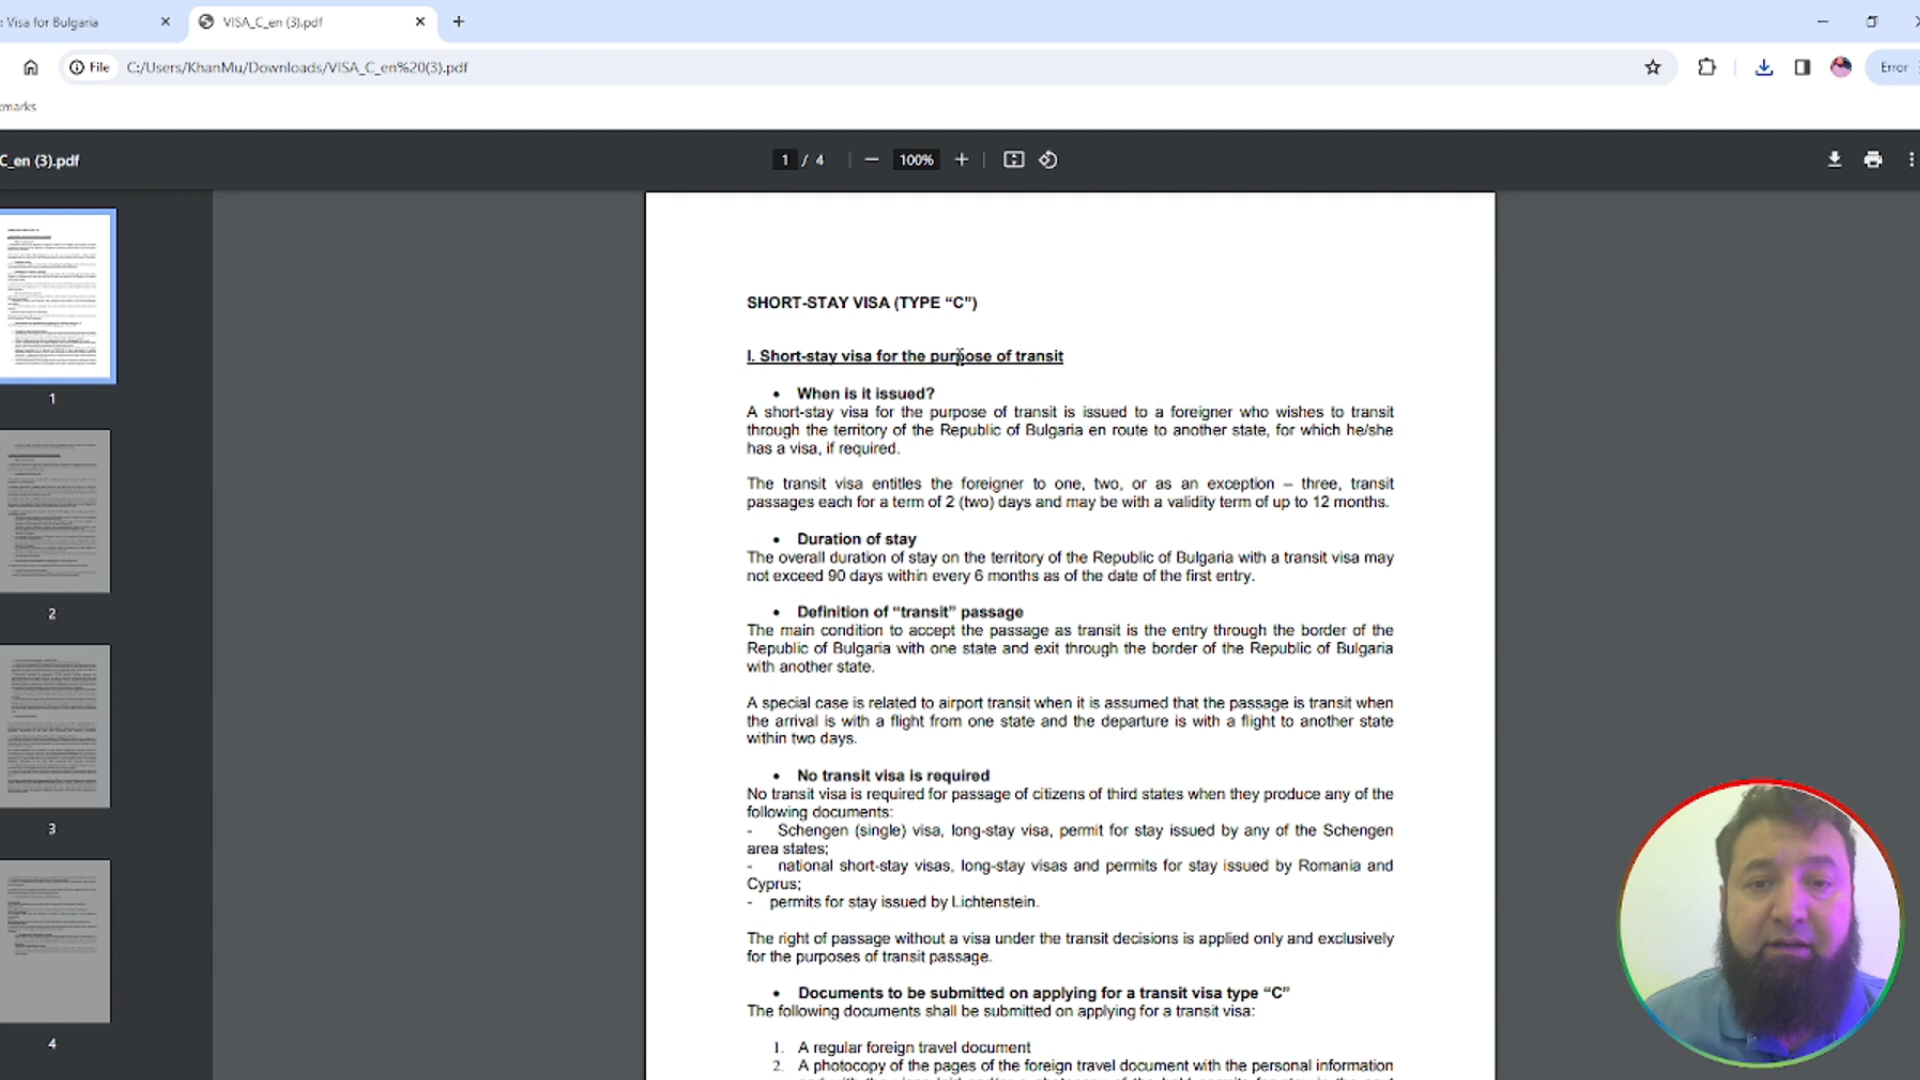 : Visa for Bulgaria
VISA_C_en (3).pdf
File
C:/Users/KhanMu/Downloads/VISA_C_en%20(3).pdf
Error
kmarks
C_en (3).pdf
1 / 4
100%
SHORT-STAY VISA (TYPE “C”)
I. Short-stay visa for the purpose of transit
• When is it issued?
A short-stay visa for the purpose of transit is issued to a foreigner who wishes to transit
through the territory of the Republic of Bulgaria en route to another state, for which he/she
has a visa, if required.
The transit visa entitles the foreigner to one, two, or as an exception – three, transit
passages each for a term of 2 (two) days and may be with a validity term of up to 12 months.
• Duration of stay
The overall duration of stay on the territory of the Republic of Bulgaria with a transit visa may
not exceed 90 days within every 6 months as of the date of the first entry.
• Definition of “transit” passage
The main condition to accept the passage as transit is the entry through the border of the
Republic of Bulgaria with one state and exit through the border of the Republic of Bulgaria
with another state.
A special case is related to airport transit when it is assumed that the passage is transit when
the arrival is with a flight from one state and the departure is with a flight to another state
within two days.
• No transit visa is required
No transit visa is required for passage of citizens of third states when they produce any of the
following documents:
- Schengen (single) visa, long-stay visa, permit for stay issued by any of the Schengen
area states;
- national short-stay visas, long-stay visas and permits for stay issued by Romania and
Cyprus;
- permits for stay issued by Lichtenstein.
The right of passage without a visa under the transit decisions is applied only and exclusively
for the purposes of transit passage.
• Documents to be submitted on applying for a transit visa type “C”
The following documents shall be submitted on applying for a transit visa:
1. A regular foreign travel document
2. A photocopy of the pages of the foreign travel document with the personal information
1
2
3
4